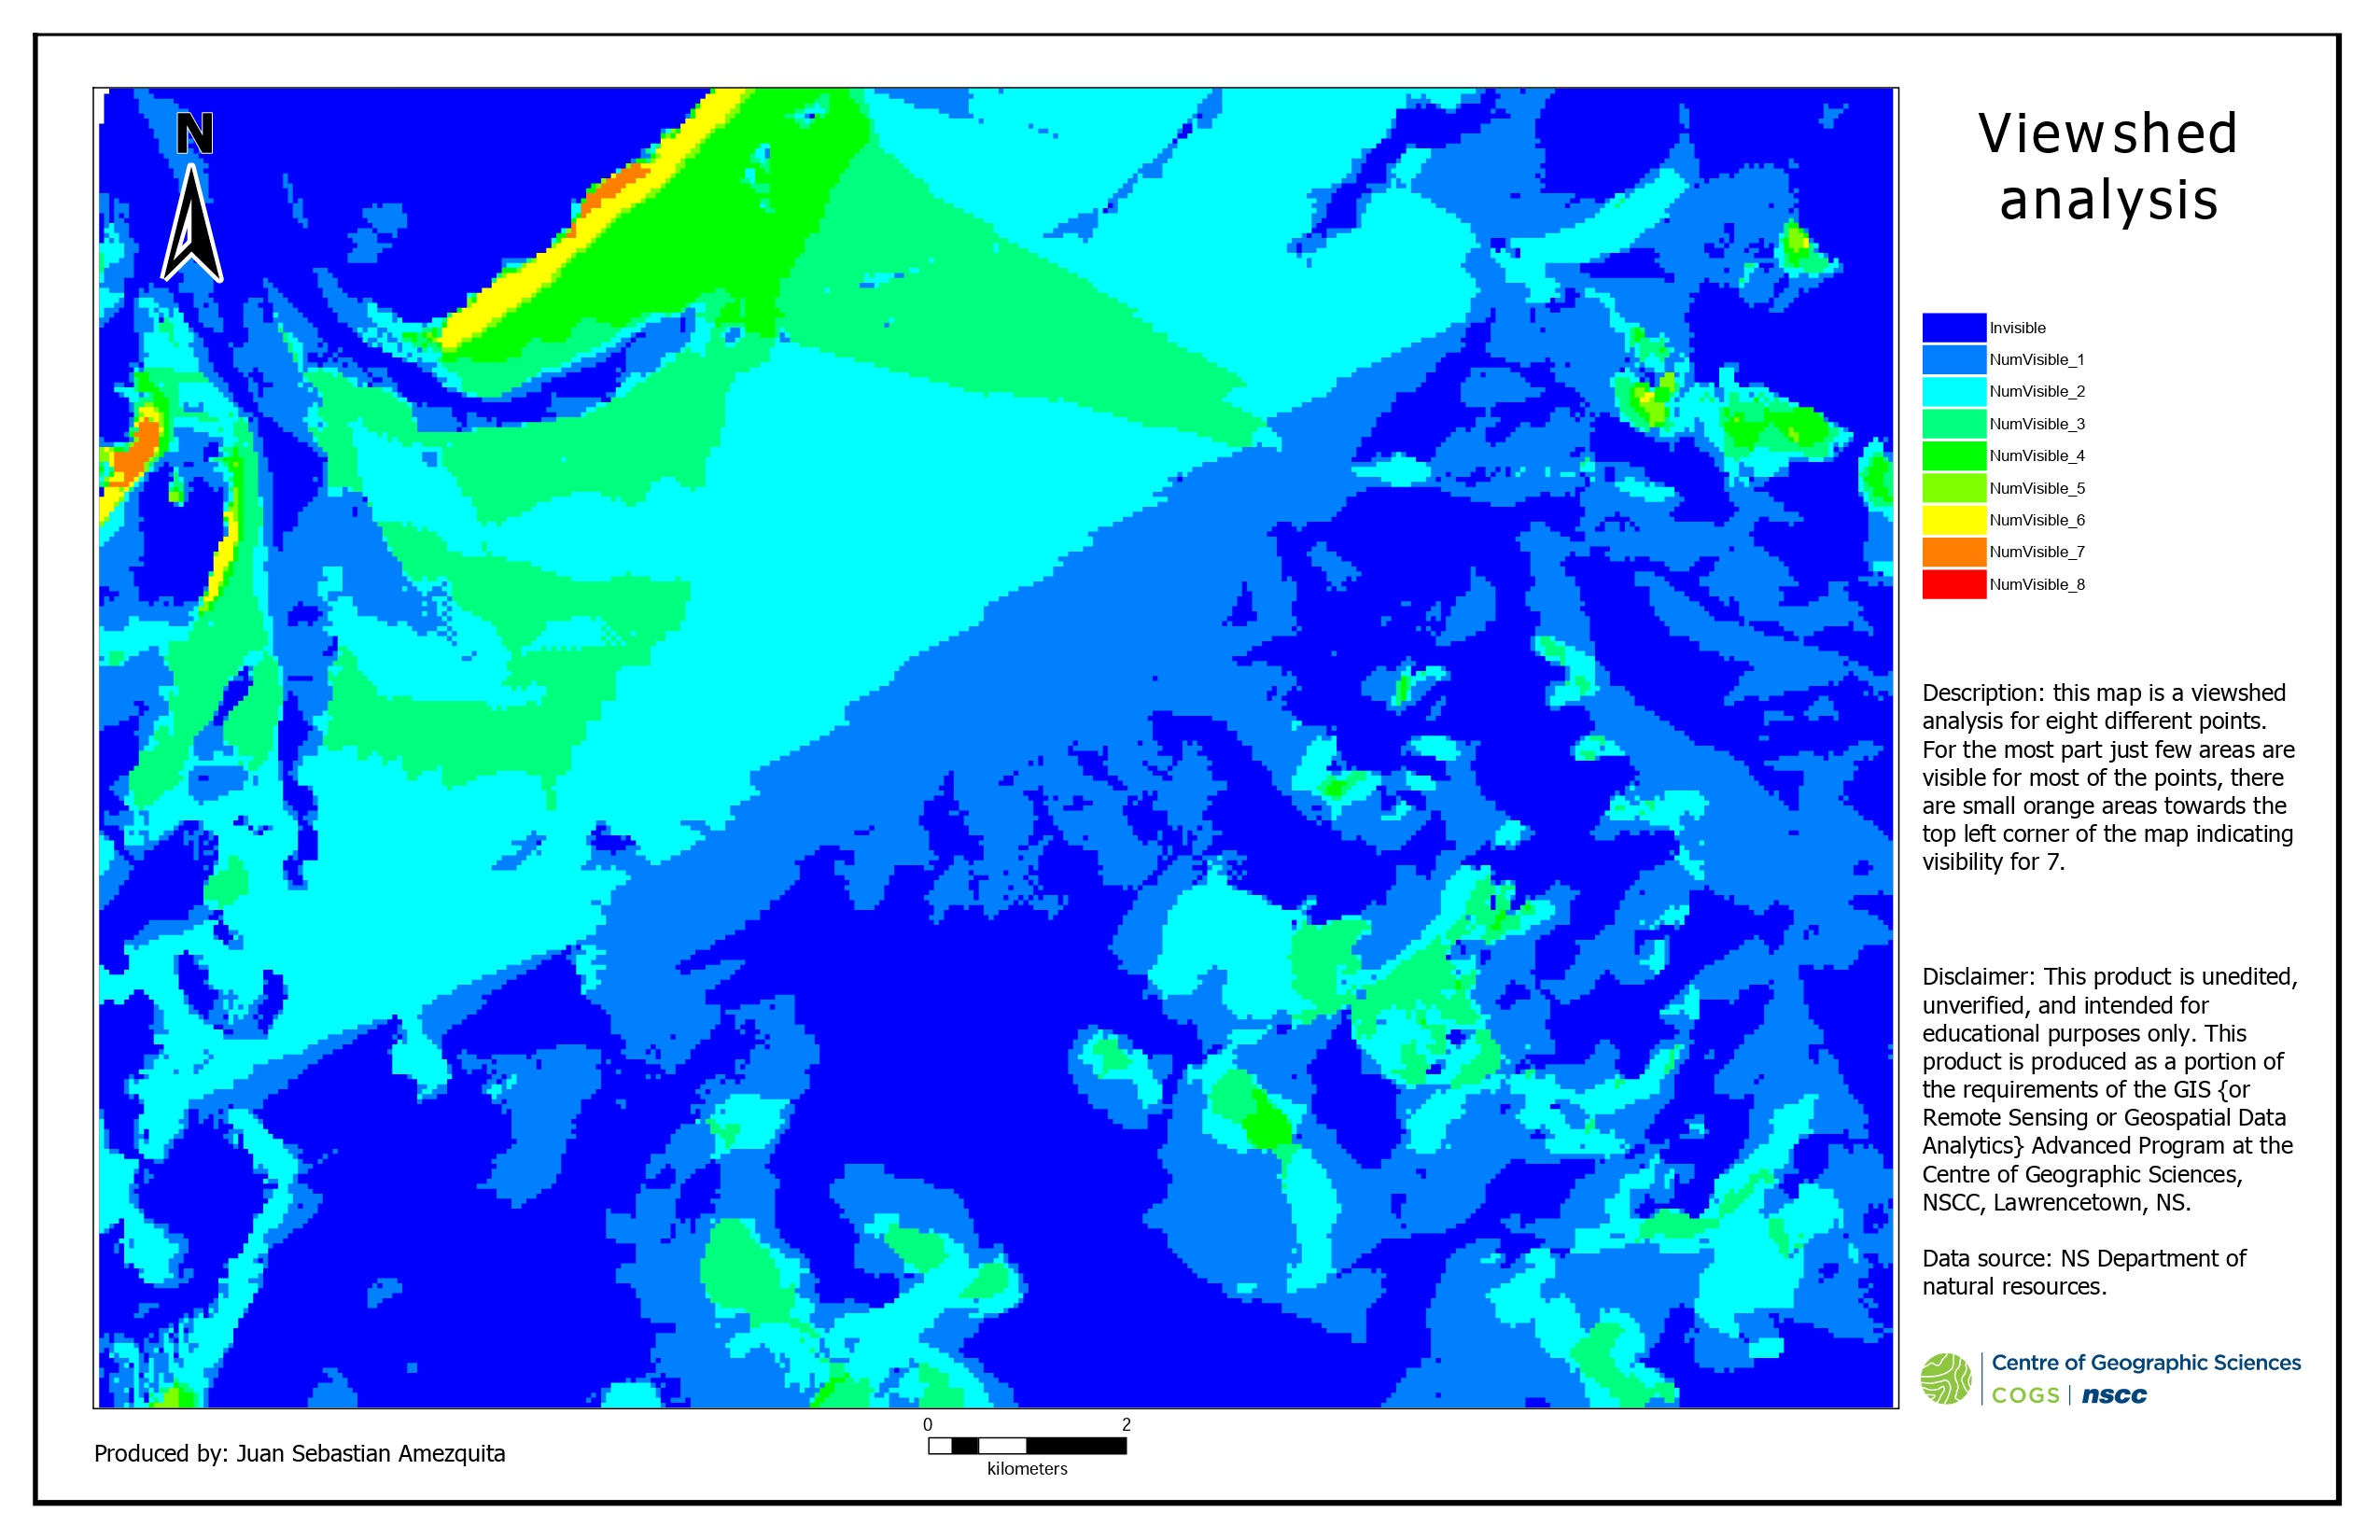 N
Viewshed
analysis
Invisible
NumVisible_1
NumVisible_2
NumVisible_3
NumVisible_4
NumVisible_5
NumVisible_6
NumVisible_7
NumVisible_8
Description: this map is a viewshed
analysis for eight different points.
For the most part just few areas are
visible for most of the points, there
are small orange areas towards the
top left corner of the map indicating
visibility for 7.
Disclaimer: This product is unedited,
unverified, and intended for
educational purposes only. This
product is produced as a portion of
the requirements of the GIS {or
Remote Sensing or Geospatial Data
Analytics} Advanced Program at the
Centre of Geographic Sciences,
NSCC, Lawrencetown, NS.
Data source: NS Department of
natural resources.
Centre of Geographic Sciences
COGS | nscc
0 2
kilometers
Produced by: Juan Sebastian Amezquita